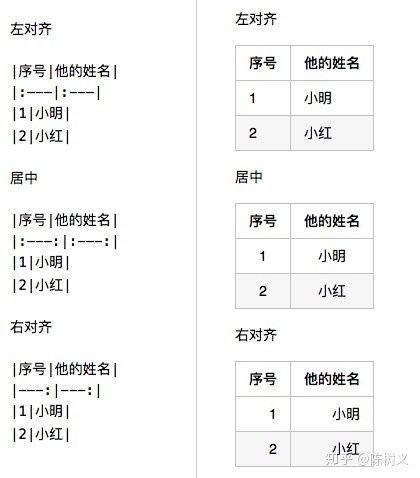 左对齐
|序号|他的姓名|
|:---|:---|
|1|小明|
|2|小红|
居中
|序号|他的姓名|
|:---:|:---:|
|1|小明|
|2|小红|
右对齐
|序号|他的姓名|
|---:|---:|
|1|小明|
|2|小红|
左对齐
序号 他的姓名
1 小明
2 小红
居中
序号 他的姓名
1 小明
2 小红
右对齐
序号 他的姓名
1 小明
2 小红
知乎 @陈树义